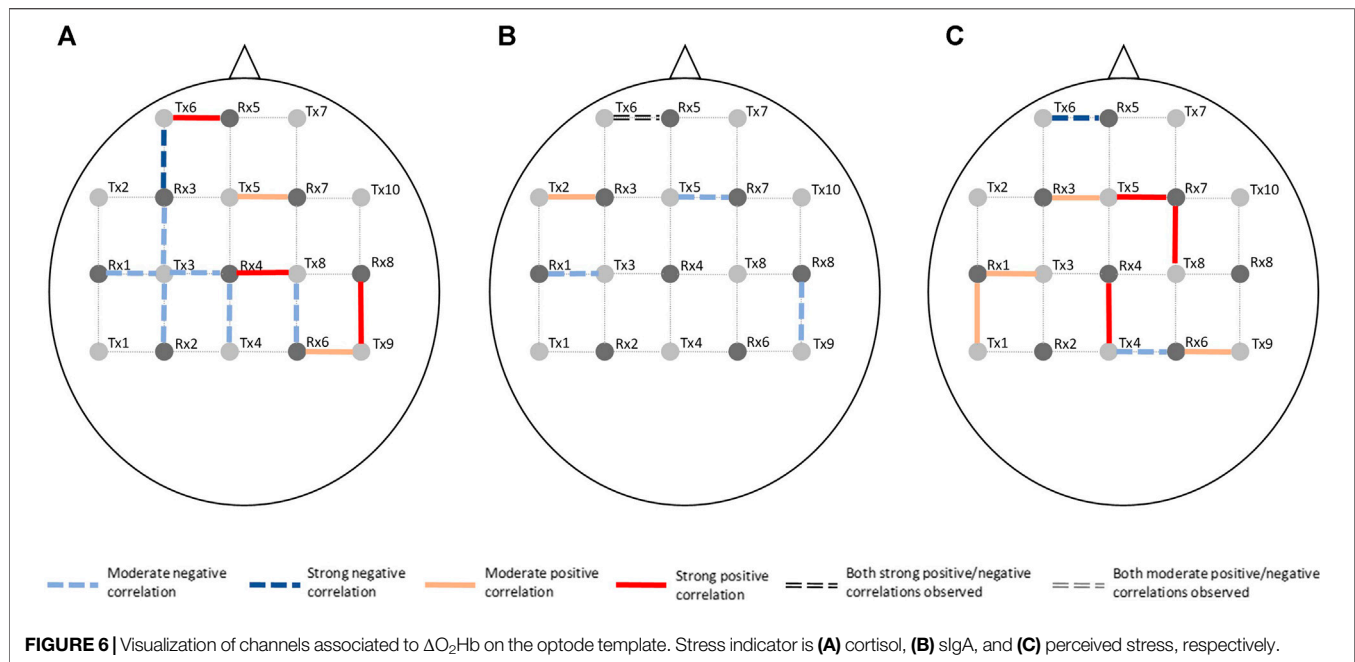 A B C
Tx6 Rx5 Tx7 Tx6 Rx5 Tx7 Tx6 Rx5 Tx7
Tx2 Rx3 Tx5 Rx7 Tx10 Tx2 Rx3 Tx5 Rx7 Tx10 Tx2 Rx3 Tx5 Rx7 Tx10
Rx1 Tx3 Rx4 Tx8 Rx8 Rx1 Tx3 Rx4 Tx8 Rx8 Rx1 Tx3 Rx4 Tx8 Rx8
Tx1 Rx2 Tx4 Rx6 Tx9 Tx1 Rx2 Tx4 Rx6 Tx9 Tx1 Rx2 Tx4 Rx6 Tx9
Moderate negative
correlation
Strong negative
correlation
Moderate positive
correlation
Strong positive
correlation
Both strong positive/negative
correlations observed
Both moderate positive/negative
correlations observed
FIGURE 6 | Visualization of channels associated to ΔO₂Hb on the optode template. Stress indicator is (A) cortisol, (B) sIgA, and (C) perceived stress, respectively.